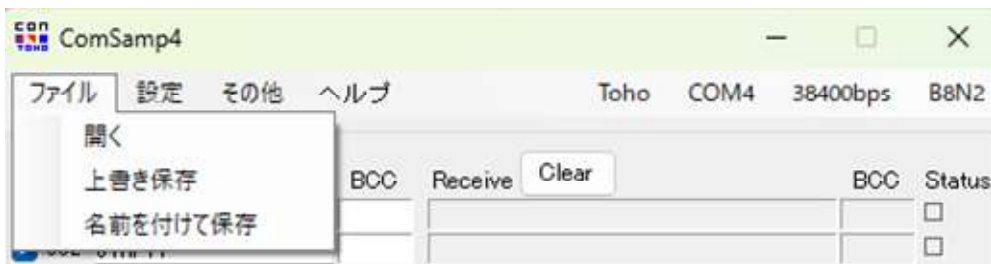 con
TOHO
ComSamp4
ファイル 設定 その他 ヘルプ Toho COM4 38400bps B8N2
開く
上書き保存
名前を付けて保存
BCC Receive Clear BCC Status